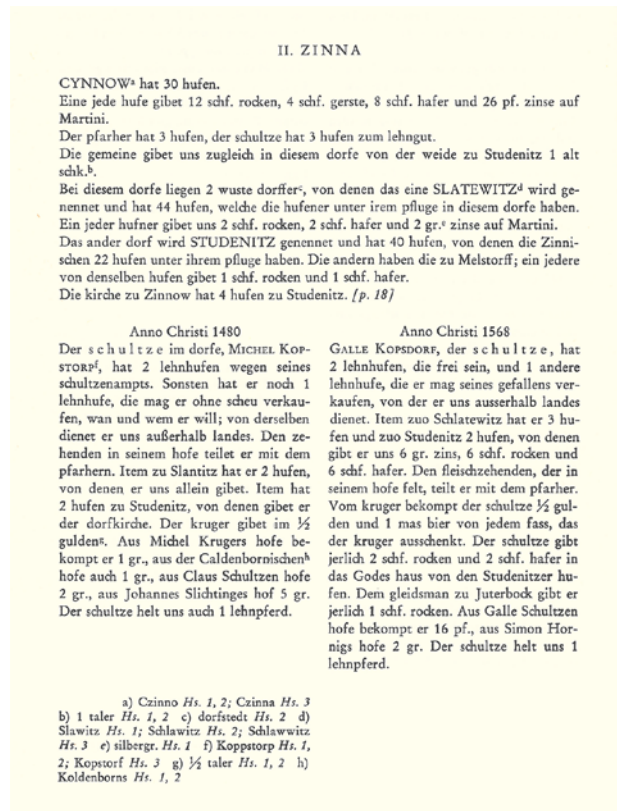 II. ZINNA
CYNNOWᵃ hat 30 hufen.
Eine jede hufe gibet 12 schf. rocken, 4 schf. gerste, 8 schf. hafer und 26 pf. zinse auf
Martini.
Der pfarher hat 3 hufen, der schultze hat 3 hufen zum lehngut.
Die gemeine gibet uns zugleich in diesem dorfe von der weide zu Studenitz 1 alt
schk.ᵇ.
Bei diesem dorfe liegen 2 wuste dorfferᶜ, von denen das eine SLATEWITZᵈ wird ge-
nennet und hat 44 hufen, welche die hufener unter irem pfluge in diesem dorfe haben.
Ein jeder hufner gibet uns 2 schf. rocken, 2 schf. hafer und 2 gr.ᵉ zinse auf Martini.
Das ander dorf wird STUDENITZ genennet und hat 40 hufen, von denen die Zinni-
schen 22 hufen unter ihrem pfluge haben. Die andern haben die zu Melstorff; ein jedere
von denselben hufen gibet 1 schf. rocken und 1 schf. hafer.
Die kirche zu Zinnow hat 4 hufen zu Studenitz. [p. 18]
Anno Christi 1480
Der schultze im dorfe, MICHEL KOP-
STORPᶠ, hat 2 lehnhufen wegen seines
schultzenampts. Sonsten hat er noch 1
lehnhufe, die mag er ohne scheu verkau-
fen, wan und wem er will; von derselben
dienet er uns außerhalb landes. Den ze-
henden in seinem hofe teilet er mit dem
pfarhern. Item zu Slantitz hat er 2 hufen,
von denen er uns allein gibet. Item hat
2 hufen zu Studenitz, von denen gibet er
der dorfkirche. Der kruger gibet im ½
guldenᵍ. Aus Michel Krugers hofe be-
kompt er 1 gr., aus der Caldenbornischenʰ
hofe auch 1 gr., aus Claus Schultzen hofe
2 gr., aus Johannes Slichtinges hof 5 gr.
Der schultze helt uns auch 1 lehnpferd.
Anno Christi 1568
GALLE KOPSDORF, der schultze, hat
2 lehnhufen, die frei sein, und 1 andere
lehnhufe, die er mag seines gefallens ver-
kaufen, von der er uns ausserhalb landes
dienet. Item zuo Schlatewitz hat er 3 hu-
fen und zuo Studenitz 2 hufen, von denen
gibt er uns 6 gr. zins, 6 schf. rocken und
6 schf. hafer. Den fleischzehenden, der in
seinem hofe felt, teilt er mit dem pfarher.
Vom kruger bekompt der schultze ½ gul-
den und 1 mas bier von jedem fass, das
der kruger ausschenkt. Der schultze gibt
jerlich 2 schf. rocken und 2 schf. hafer in
das Godes haus von den Studenitzer hu-
fen. Dem gleidsman zu Juterbock gibt er
jerlich 1 schf. rocken. Aus Galle Schultzen
hofe bekompt er 16 pf., aus Simon Hor-
nigs hofe 2 gr. Der schultze helt uns 1
lehnpferd.
a) Czinno Hs. 1, 2; Czinna Hs. 3
b) 1 taler Hs. 1, 2 c) dorfstedt Hs. 2 d)
Slawitz Hs. 1; Schlawitz Hs. 2; Schlawwitz
Hs. 3 e) silbergr. Hs. 1 f) Koppstorp Hs. 1,
2; Kopstorf Hs. 3 g) ½ taler Hs. 1, 2 h)
Koldenborns Hs. 1, 2